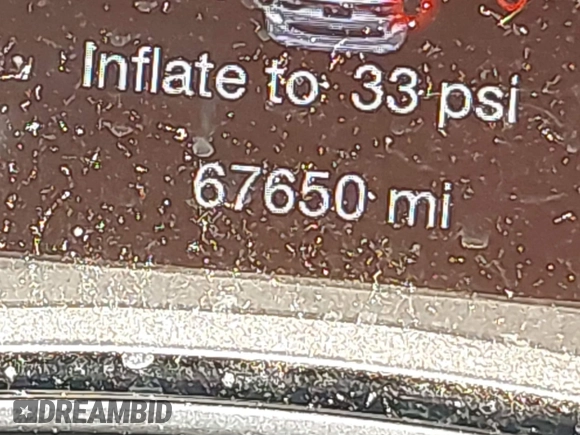 Inflate to 33 psi
67650 mi
DREAMBID